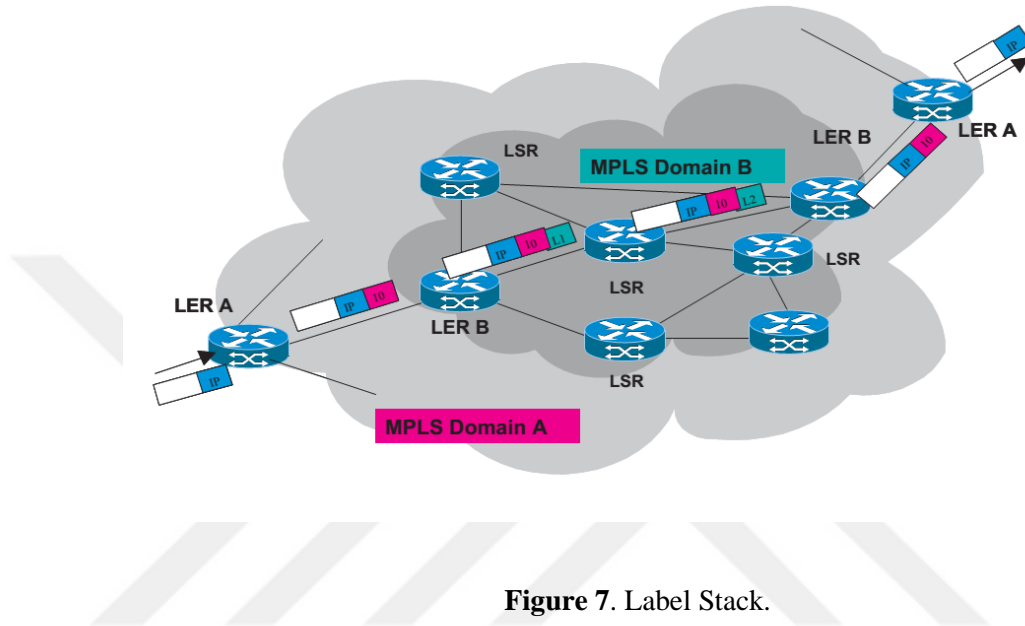 IP
LER B
LER A
10
IP
LSR
MPLS Domain B
IP 10 L2
IP 10 L1
LSR
LSR
LER A
IP 10
LER B
IP
LSR
MPLS Domain A
Figure 7. Label Stack.